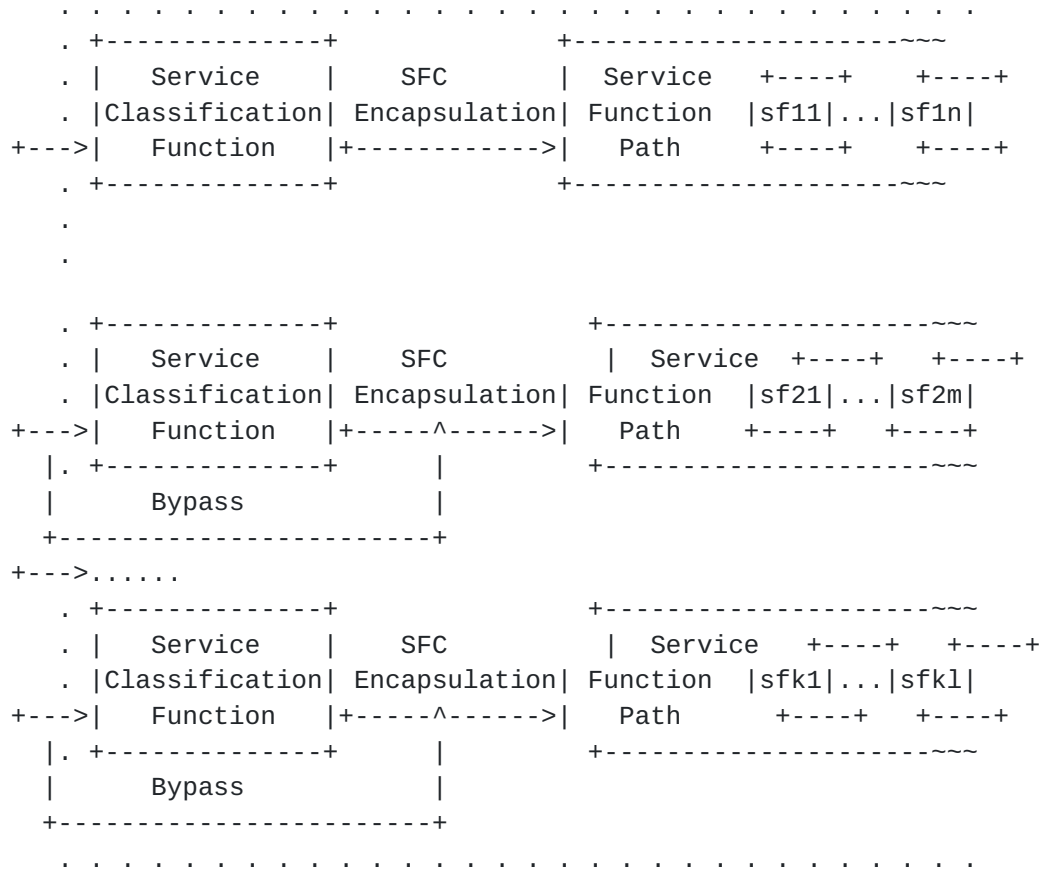 . . . . . . . . . . . . . . . . . . . . . . . . . . . . . .
   . +--------------+              +---------------------~~~
   . |   Service    |    SFC       |  Service   +----+    +----+
   . |Classification| Encapsulation| Function  |sf11|...|sf1n|
+--->|   Function   |+------------>|   Path     +----+    +----+
   . +--------------+              +---------------------~~~
   .
   .
   . +--------------+                +---------------------~~~
   . |   Service    |    SFC          |  Service  +----+   +----+
   . |Classification| Encapsulation| Function  |sf21|...|sf2m|
+--->|   Function   |+-----^------>|   Path    +----+   +----+
  |. +--------------+      |         +---------------------~~~
  |      Bypass            |
  +------------------------+
+--->......
   . +--------------+                +---------------------~~~
   . |   Service    |    SFC          |  Service   +----+   +----+
   . |Classification| Encapsulation| Function  |sfk1|...|sfkl|
+--->|   Function   |+-----^------>|   Path      +----+   +----+
  |. +--------------+      |         +---------------------~~~
  |      Bypass            |
  +------------------------+
   . . . . . . . . . . . . . . . . . . . . . . . . . . . . . .